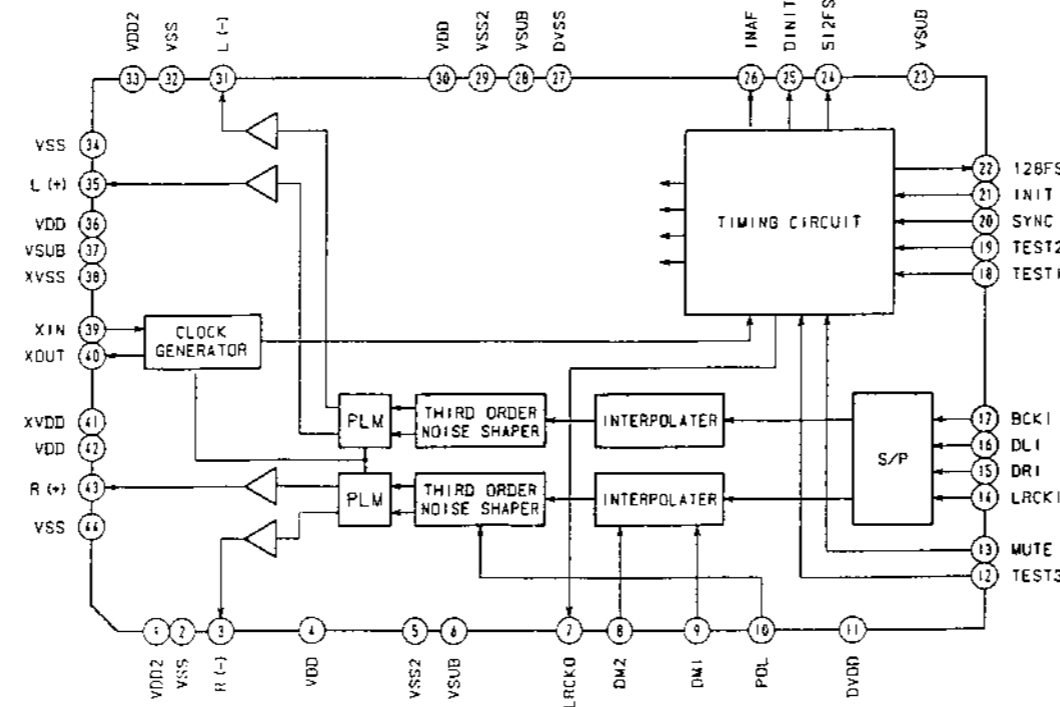 VDD2
VSS
L (-)
VDD
VSS2
VSUB
DVSS
INAF
DINIT
512FS
VSUB
33
32
31
30
29
28
27
26
25
24
23
VSS 34
L (+) 35
VDD 36
VSUB 37
XVSS 38
XIN 39
XOUT 40
XVDD 41
VDD 42
R (+) 43
VSS 44
TIMING CIRCUIT
22 128FS
21 INIT
20 SYNC
19 TEST2
18 TEST1
CLOCK
GENERATOR
PLM
THIRD ORDER
NOISE SHAPER
INTERPOLATER
S/P
PLM
THIRD ORDER
NOISE SHAPER
INTERPOLATER
17 BCKI
16 DLI
15 DRI
14 LRCKI
13 MUTE
12 TEST3
1
2
3
4
5
6
7
8
9
10
11
VDD2
VSS
R (-)
VDD
VSS2
VSUB
LRCKO
DM2
DM1
POL
DVDD